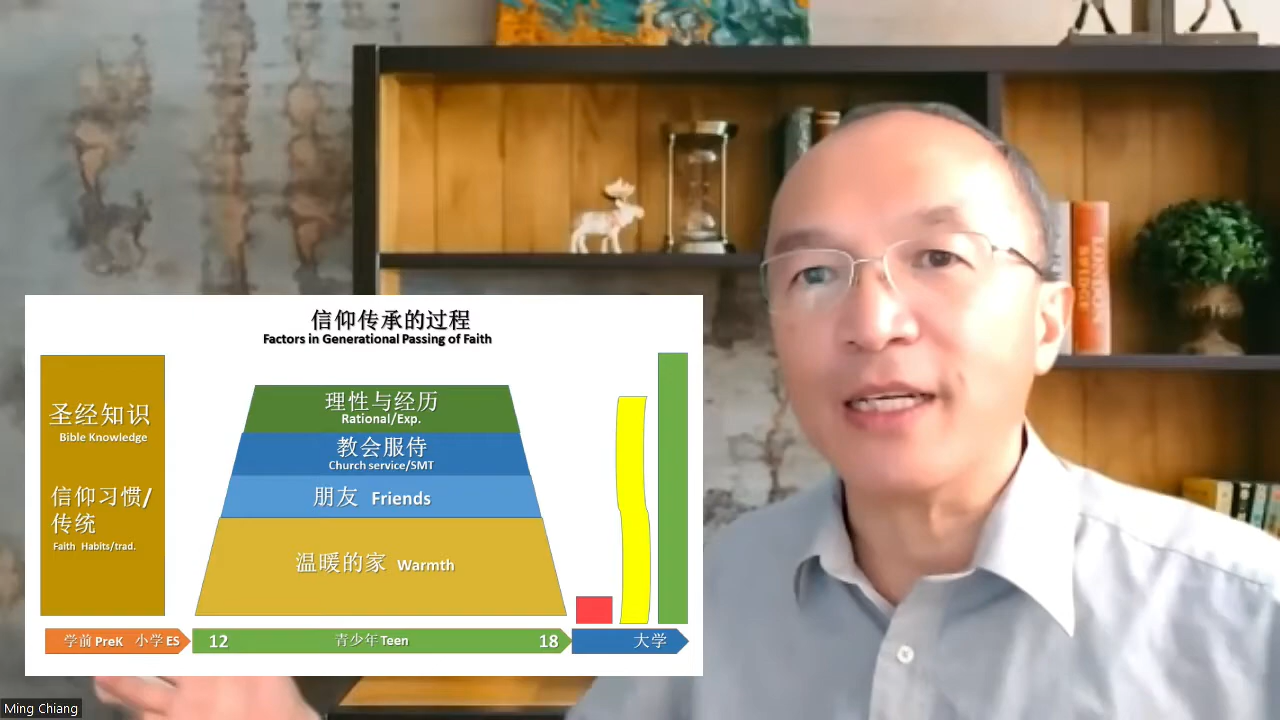 信仰传承的过程
Factors in Generational Passing of Faith
圣经知识
Bible Knowledge
信仰习惯/
传统
Faith Habits/trad.
理性与经历
Rational/Exp.
教会服侍
Church service/SMT
朋友 Friends
温暖的家 Warmth
学前 PreK 小学 ES
12 青少年 Teen 18
大学
LONDON
Ming Chiang